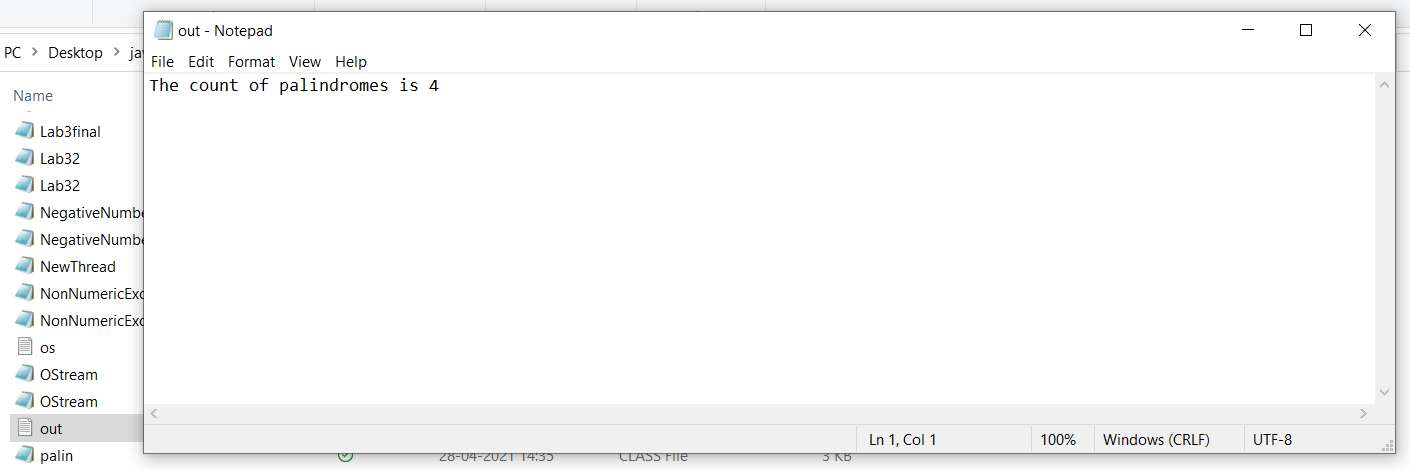 out - Notepad
PC > Desktop >
File Edit Format View Help
The count of palindromes is 4
Name
Lab3final
Lab32
Lab32
NegativeNumbe
NegativeNumbe
NewThread
NonNumericExc
NonNumericExc
os
OStream
OStream
out
palin
28-04-2021 14:35 CLASS File 3 KB
Ln 1, Col 1 100% Windows (CRLF) UTF-8